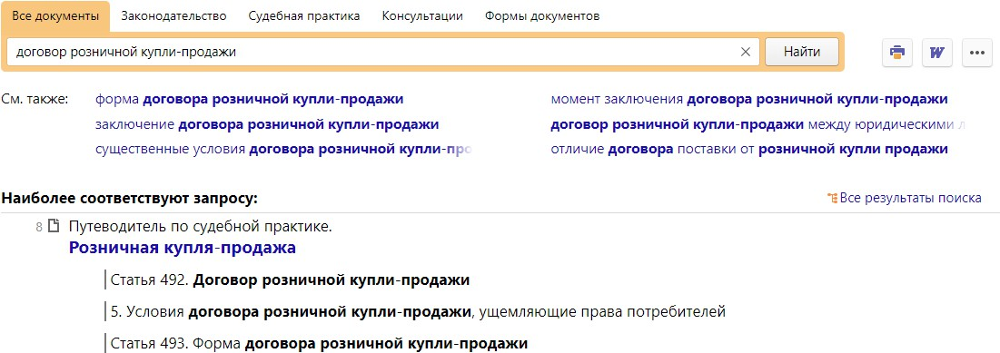 Все документы Законодательство Судебная практика Консультации Формы документов
договор розничной купли-продажи × Найти W
См. также: форма договора розничной купли-продажи момент заключения договора розничной купли-продажи
заключение договора розничной купли-продажи договор розничной купли-продажи между юридическими
существенные условия договора розничной отличие договора поставки от розничной купли продажи
Наиболее соответствуют запросу: Все результаты поиска
8 Путеводитель по судебной практике.
Розничная купля-продажа
Статья 492. Договор розничной купли-продажи
5. Условия договора розничной купли-продажи, ущемляющие права потребителей
Статья 493. Форма договора розничной купли-продажи